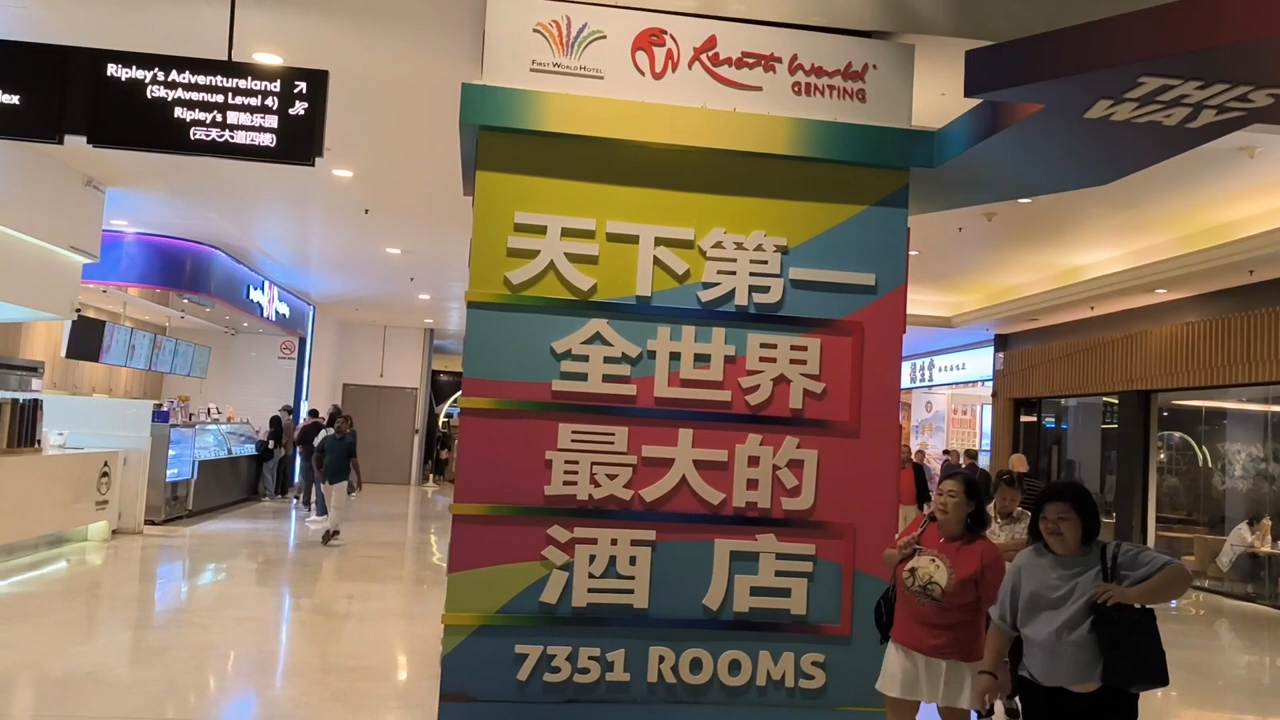 lex
Ripley's Adventureland
(SkyAvenue Level 4)
Ripley's 冒险乐园
(云天大道四楼)
FIRST WORLD HOTEL
Resorts World
GENTING
THIS
WAY
天下第一
全世界
最大的
酒 店
7351 ROOMS